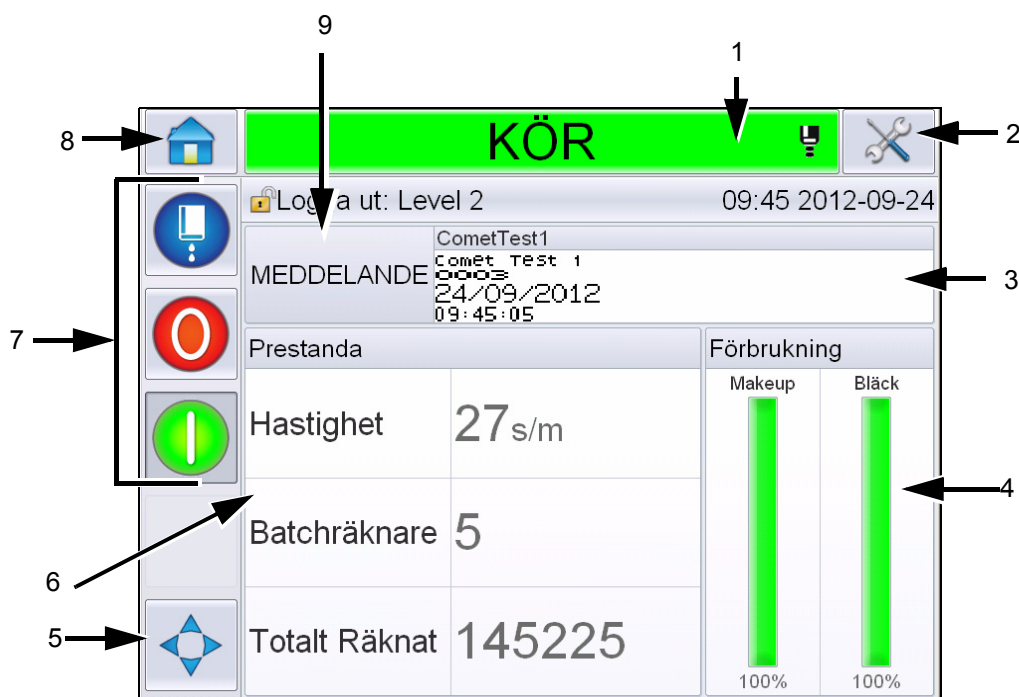 9
1
8
KÖR
2
Logga ut: Level 2
09:45 2012-09-24
MEDDELANDE
CometTest1
Comet Test 1
0003
24/09/2012
09:45:05
3
7
Prestanda
Förbrukning
Makeup
Bläck
Hastighet
27s/m
4
Batchräknare
5
6
5
Totalt Räknat
145225
100%
100%